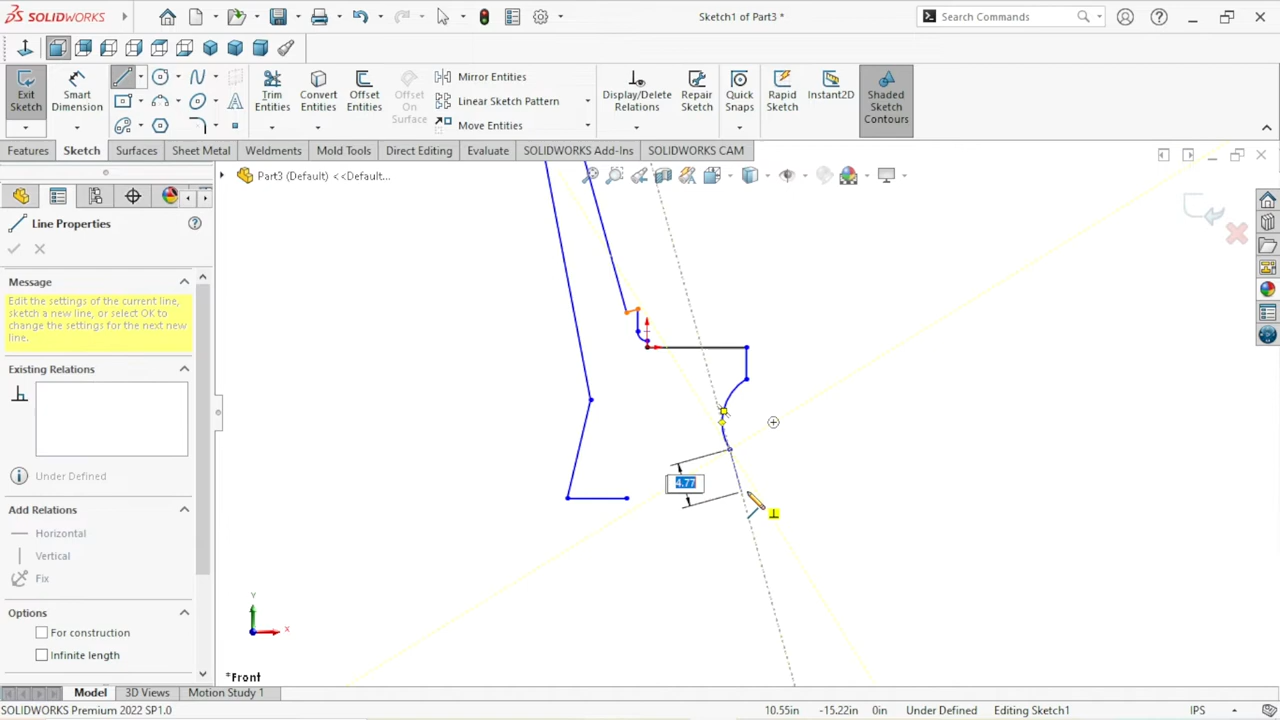 SOLIDWORKS
Sketch1 of Part3 *
Search Commands
Exit Sketch
Smart Dimension
Trim Entities
Convert Entities
Offset Entities
Offset On Surface
Mirror Entities
Linear Sketch Pattern
Move Entities
Display/Delete Relations
Repair Sketch
Quick Snaps
Rapid Sketch
Instant2D
Shaded Sketch Contours
Features
Sketch
Surfaces
Sheet Metal
Weldments
Mold Tools
Direct Editing
Evaluate
SOLIDWORKS Add-Ins
SOLIDWORKS CAM
Part3 (Default) <<Default...
Line Properties
Message
Edit the settings of the current line,
sketch a new line, or select OK to
change the settings for the next new
line.
Existing Relations
Under Defined
Add Relations
Horizontal
Vertical
Fix
Options
For construction
Infinite length
4.77
Y
X
*Front
Model
3D Views
Motion Study 1
SOLIDWORKS Premium 2022 SP1.0
10.55in
-15.22in
0in
Under Defined
Editing Sketch1
IPS